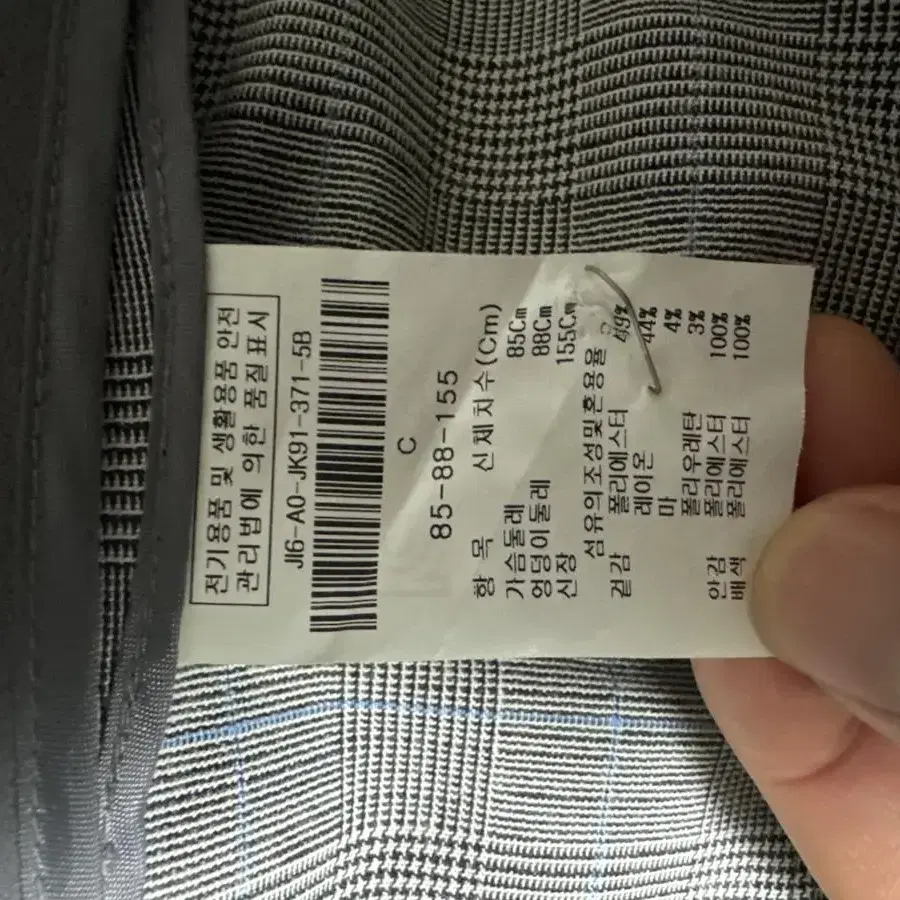 전기용품 및 생활용품 안전
관리법에 의한 품질표시
JI6-A0-JK91-371-5B
C
85-88-155
항 목 신체치수(Cm)
가슴둘레 85Cm
엉덩이둘레 88Cm
신장 155Cm
섬유의조성및혼용율
겉감 폴리에스터 49%
레이온 44%
마 4%
폴리우레탄 3%
안감 폴리에스터 100%
배색 폴리에스터 100%